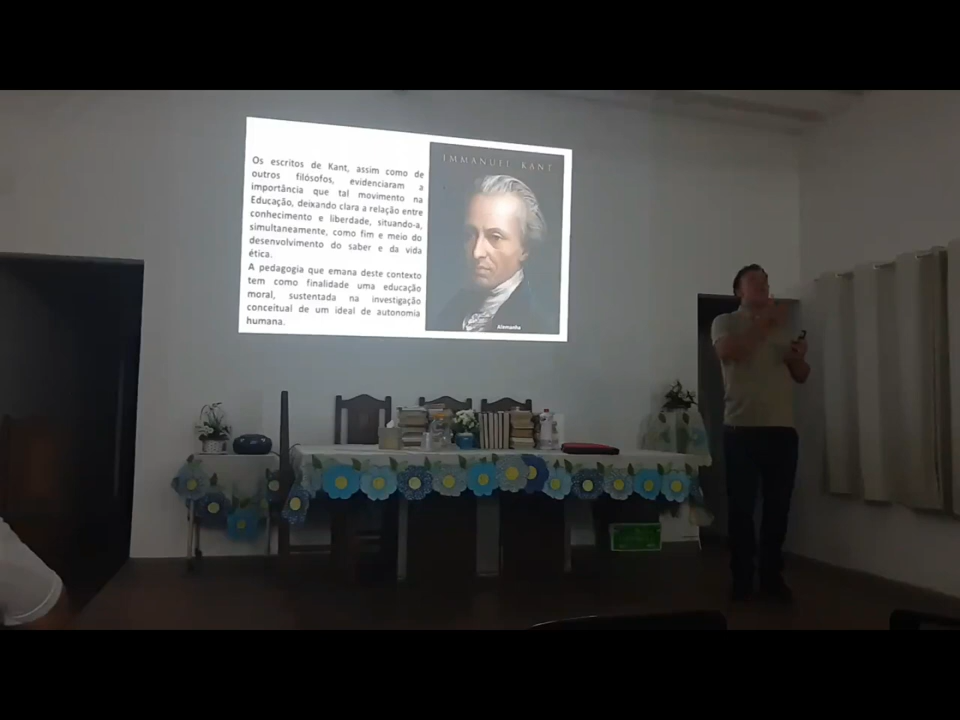 Os escritos de Kant, assim como de
outros filósofos, evidenciaram a
importância que tal movimento na
Educação, deixando clara a relação entre
conhecimento e liberdade, situando-a,
simultaneamente, como fim e meio do
desenvolvimento do saber e da vida
ética.
A pedagogia que emana deste contexto
tem como finalidade uma educação
moral, sustentada na investigação
conceitual de um ideal de autonomia
humana.
IMMANUEL KANT
Alemanha